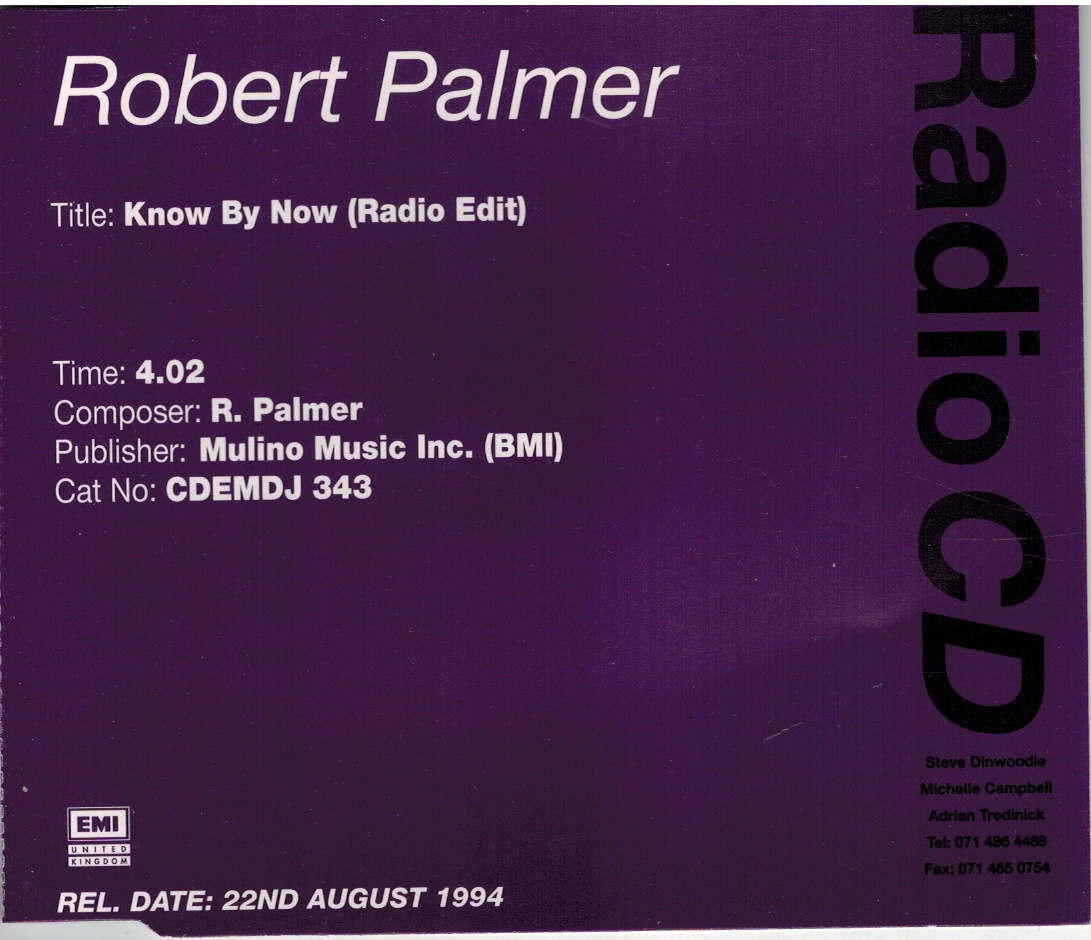 Robert Palmer
Title: Know By Now (Radio Edit)
Time: 4.02
Composer: R. Palmer
Publisher: Mulino Music Inc. (BMI)
Cat No: CDEMDJ 343
EMI
UNITED
KINGDOM
REL. DATE: 22ND AUGUST 1994
Radio CD
Steve Dinwoodie
Michelle Campbell
Adrian Tredinick
Tel: 071 486 4488
Fax: 071 465 0754